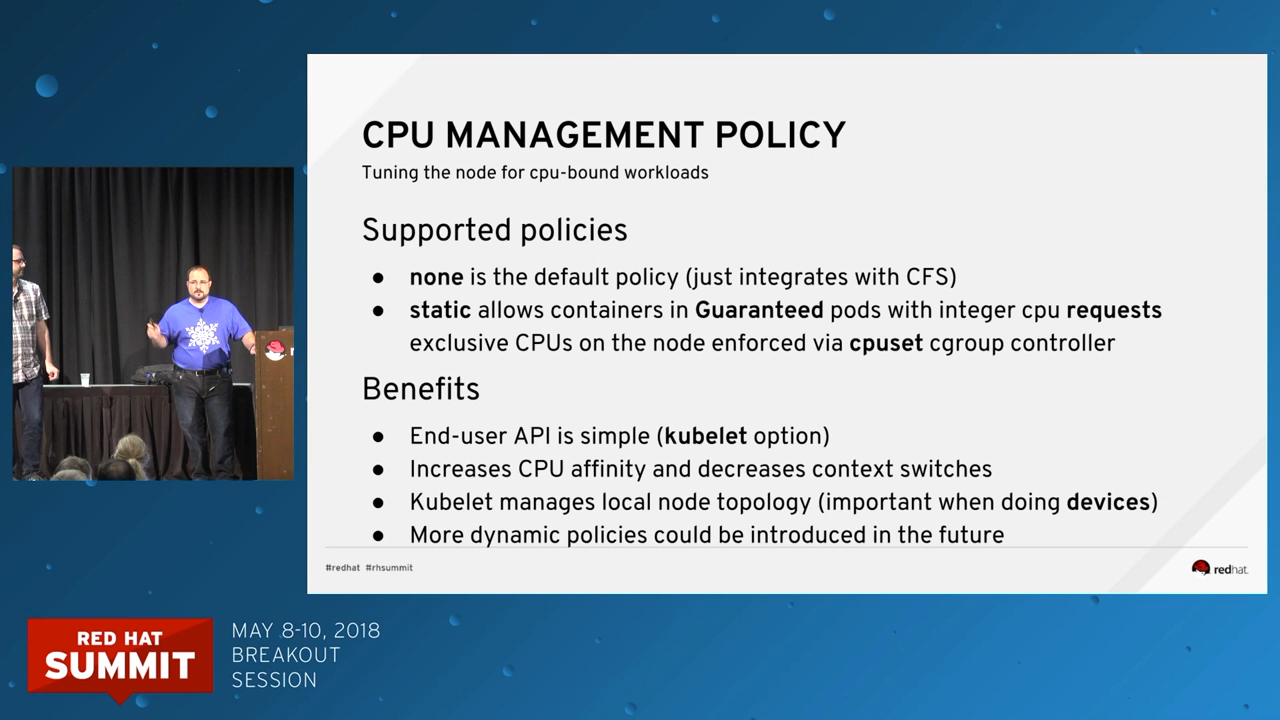 CPU MANAGEMENT POLICY
Tuning the node for cpu-bound workloads
Supported policies
● none is the default policy (just integrates with CFS)
● static allows containers in Guaranteed pods with integer cpu requests
exclusive CPUs on the node enforced via cpuset cgroup controller
Benefits
● End-user API is simple (kubelet option)
● Increases CPU affinity and decreases context switches
● Kubelet manages local node topology (important when doing devices)
● More dynamic policies could be introduced in the future
#redhat #rhsummit
redhat.
RED HAT
SUMMIT
MAY 8-10, 2018
BREAKOUT
SESSION